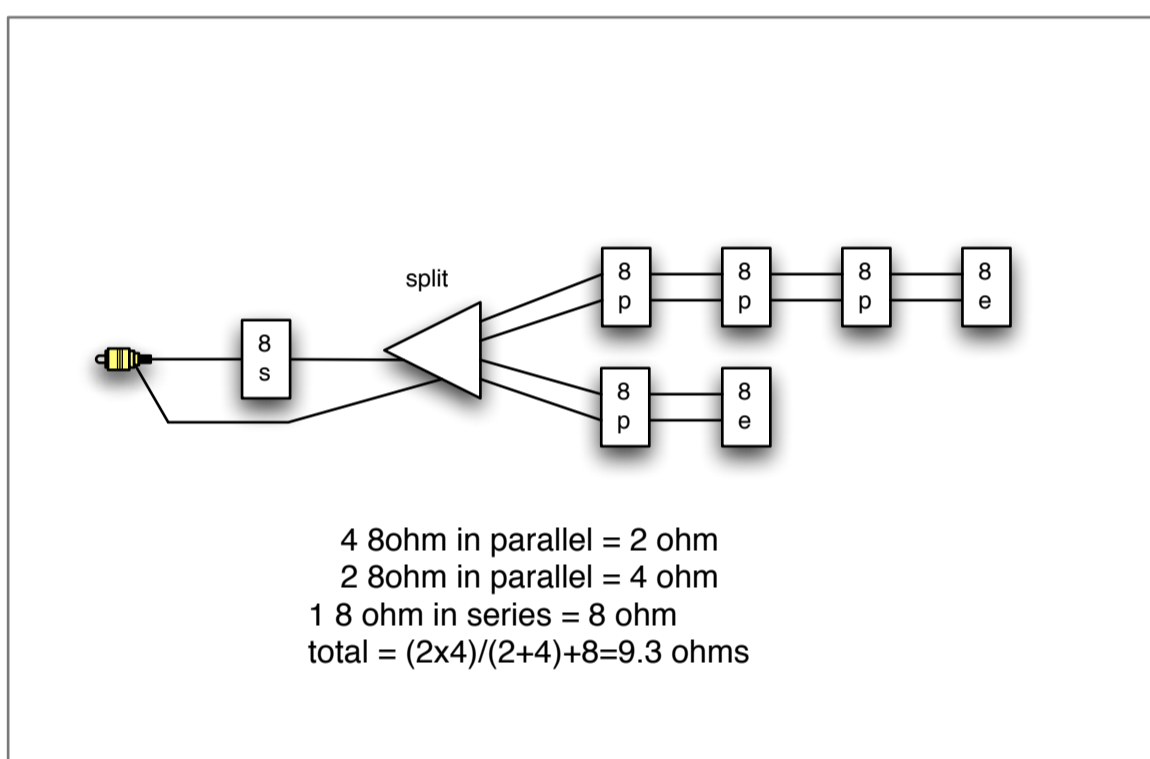 split
8 8 8 8
p p p e
8
s
8 8
p e
4 8ohm in parallel = 2 ohm
2 8ohm in parallel = 4 ohm
1 8 ohm in series = 8 ohm
total = (2x4)/(2+4)+8=9.3 ohms